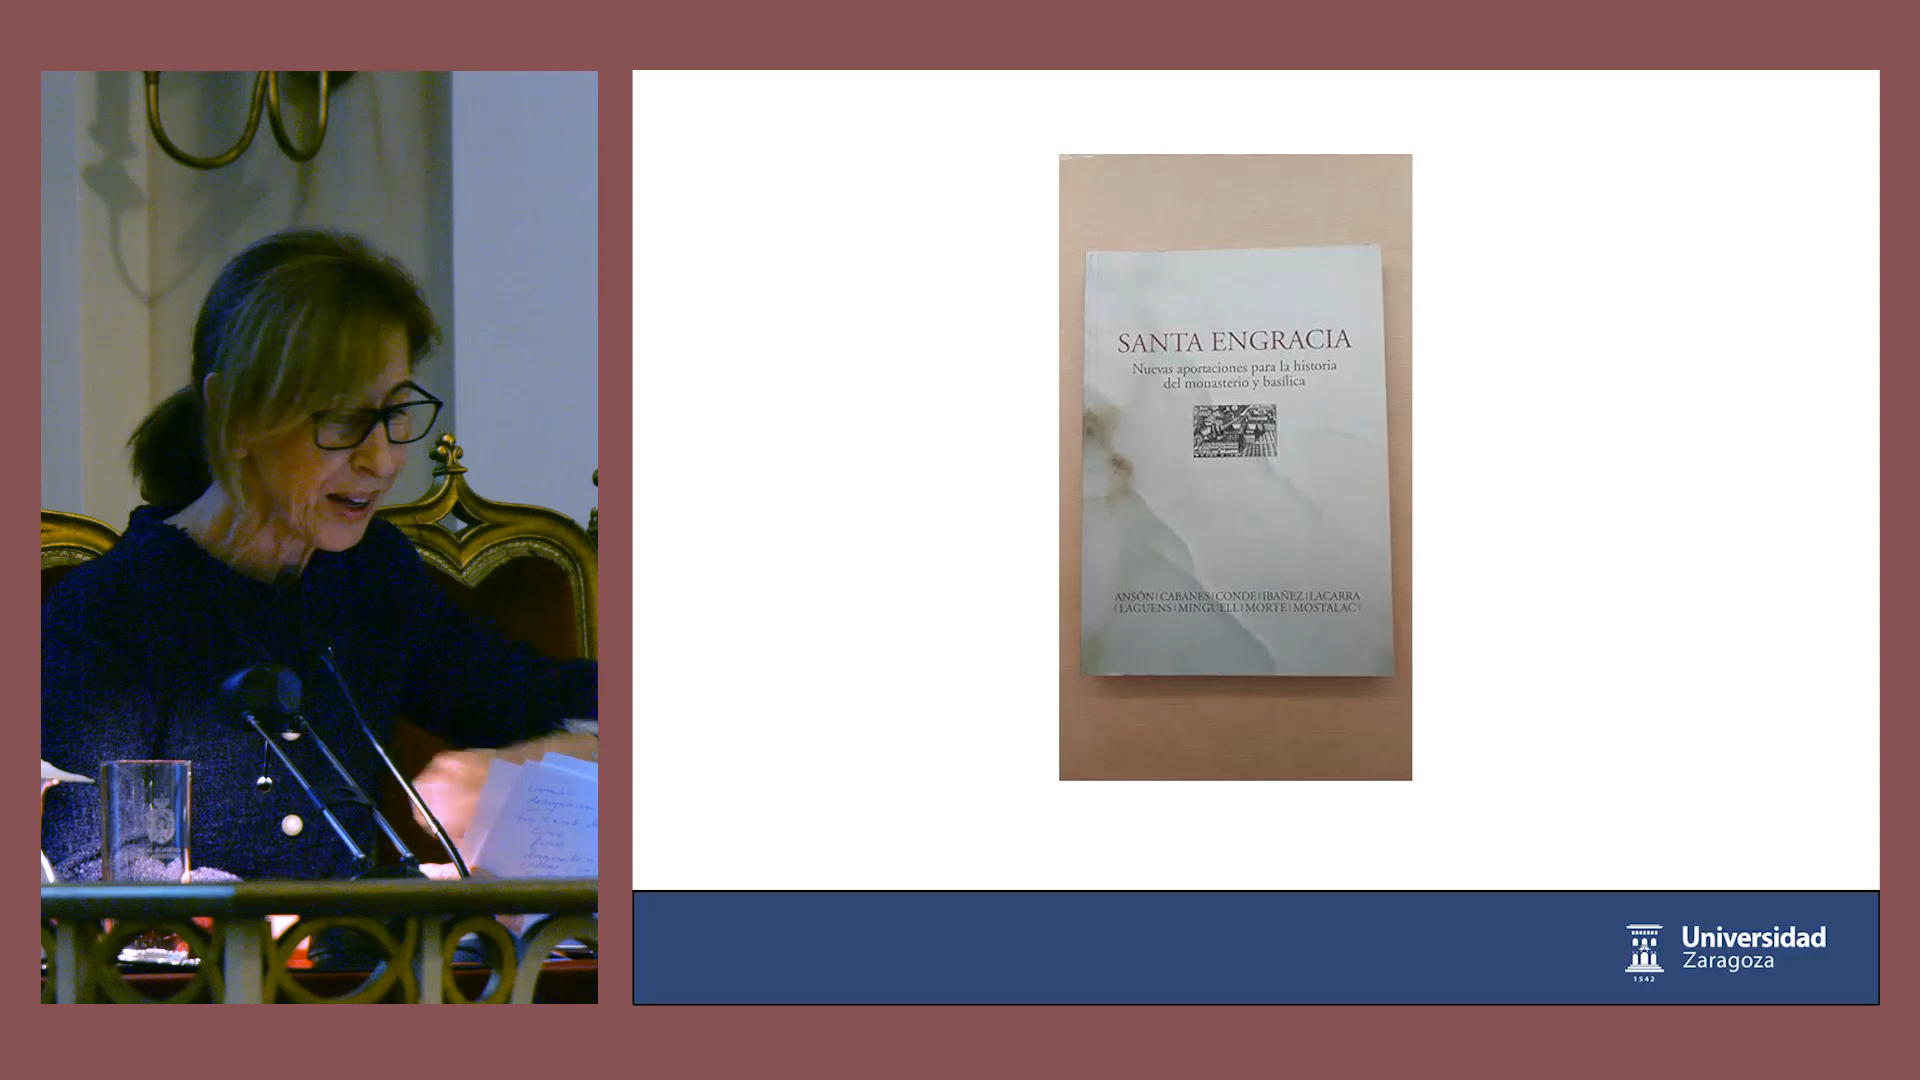 SANTA ENGRACIA
Nuevas aportaciones para la historia
del monasterio y basílica
ANSÓN | CABANES | CONDE | IBAÑEZ | LACARRA
| LAGUENS | MINGUELL | MORTE | MOSTALAC |
Universidad
Zaragoza
1542